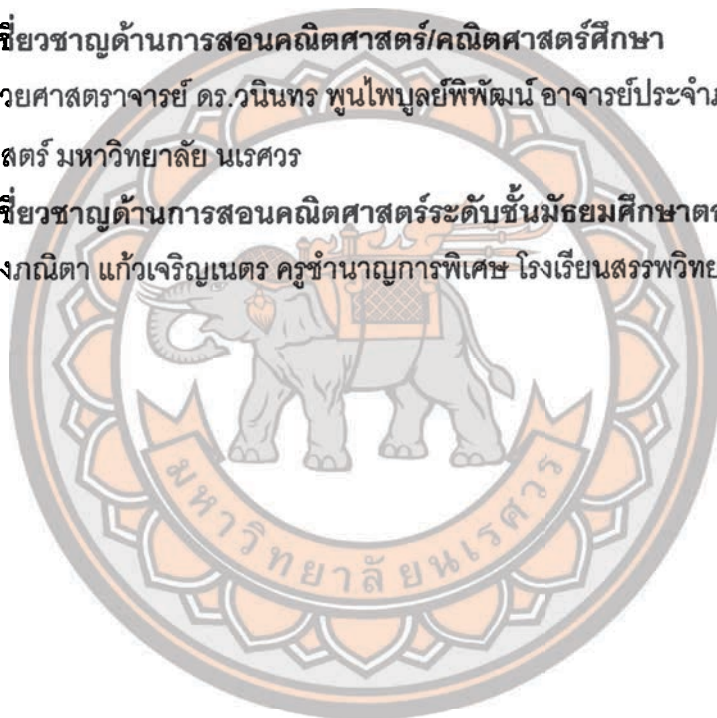 ชี่ยวชาญด้านการสอนคณิตศาสตร์/คณิตศาสตร์ศึกษา
วยศาสตราจารย์ ดร.วนินทร พูนไพบูลย์พิพัฒน์ อาจารย์ประจำภ
สตร์ มหาวิทยาลัย นเรศวร
ชี่ยวชาญด้านการสอนคณิตศาสตร์ระดับชั้นมัธยมศึกษาตอ
งภณิตา แก้วเจริญเนตร ครูชำนาญการพิเศษ โรงเรียนสรรพวิทย
มหาวิทยาลัยนเรศวร